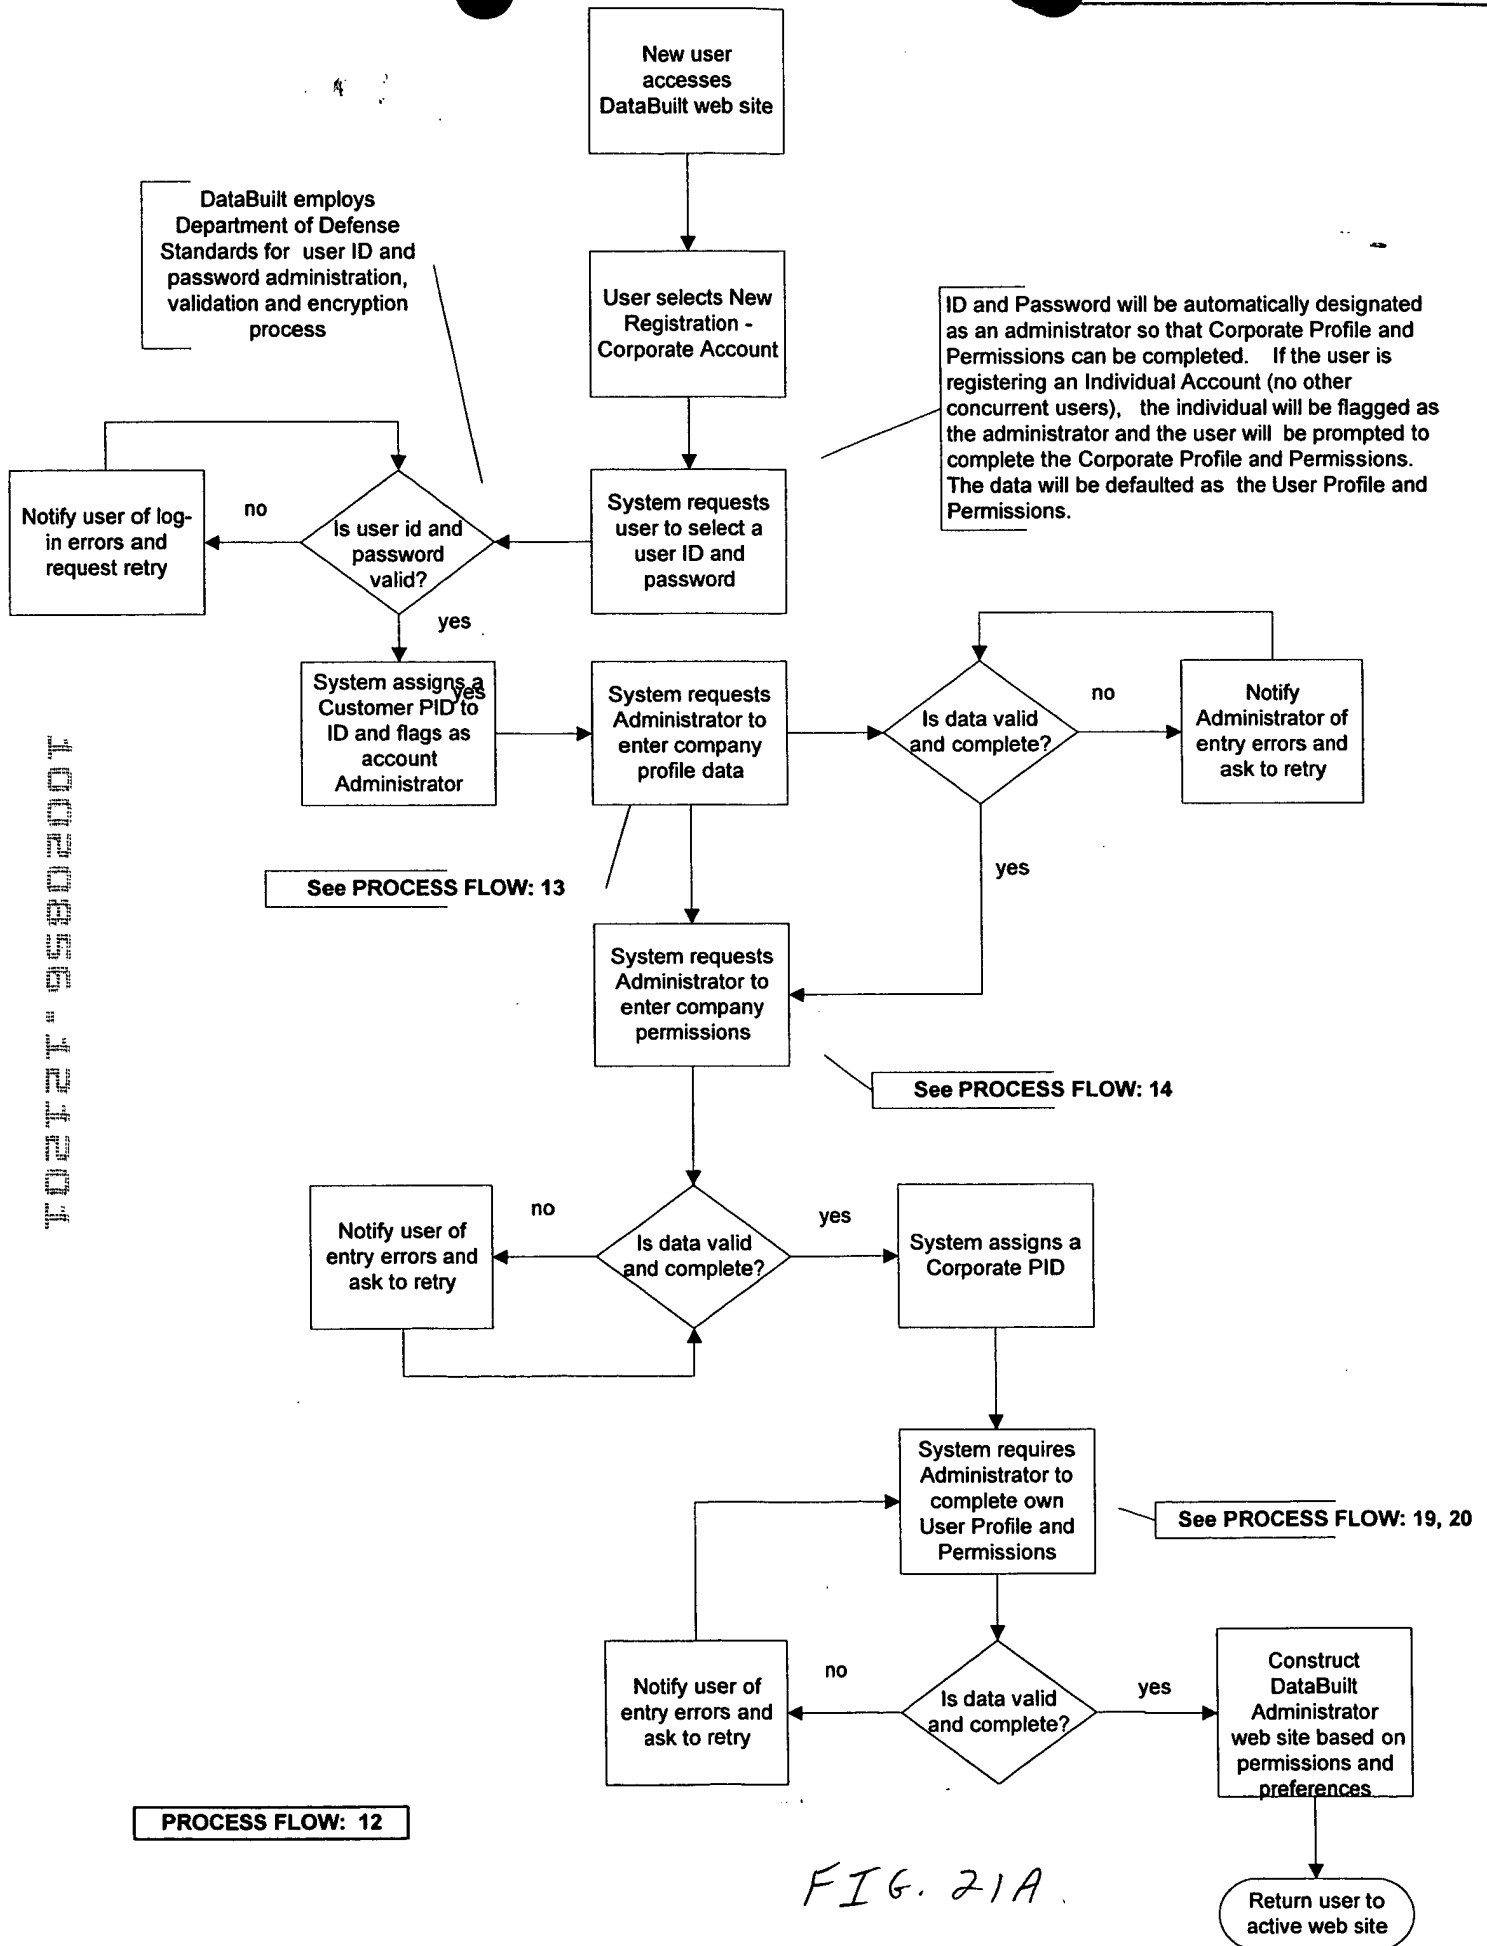 New user
accesses
DataBuilt web site
DataBuilt employs
Department of Defense
Standards for user ID and
password administration,
validation and encryption
process
User selects New
Registration -
Corporate Account
ID and Password will be automatically designated
as an administrator so that Corporate Profile and
Permissions can be completed. If the user is
registering an Individual Account (no other
concurrent users), the individual will be flagged as
the administrator and the user will be prompted to
complete the Corporate Profile and Permissions.
The data will be defaulted as the User Profile and
Permissions.
System requests
user to select a
user ID and
password
Is user id and
password
valid?
no
Notify user of log-
in errors and
request retry
yes
System assigns a
Customer PID to
ID and flags as
account
Administrator
yes
System requests
Administrator to
enter company
profile data
Is data valid
and complete?
no
Notify
Administrator of
entry errors and
ask to retry
yes
See PROCESS FLOW: 13
System requests
Administrator to
enter company
permissions
See PROCESS FLOW: 14
Is data valid
and complete?
no
Notify user of
entry errors and
ask to retry
yes
System assigns a
Corporate PID
System requires
Administrator to
complete own
User Profile and
Permissions
See PROCESS FLOW: 19, 20
Is data valid
and complete?
no
Notify user of
entry errors and
ask to retry
yes
Construct
DataBuilt
Administrator
web site based on
permissions and
preferences
Return user to
active web site
PROCESS FLOW: 12
FIG. 21A.
10020856.121201